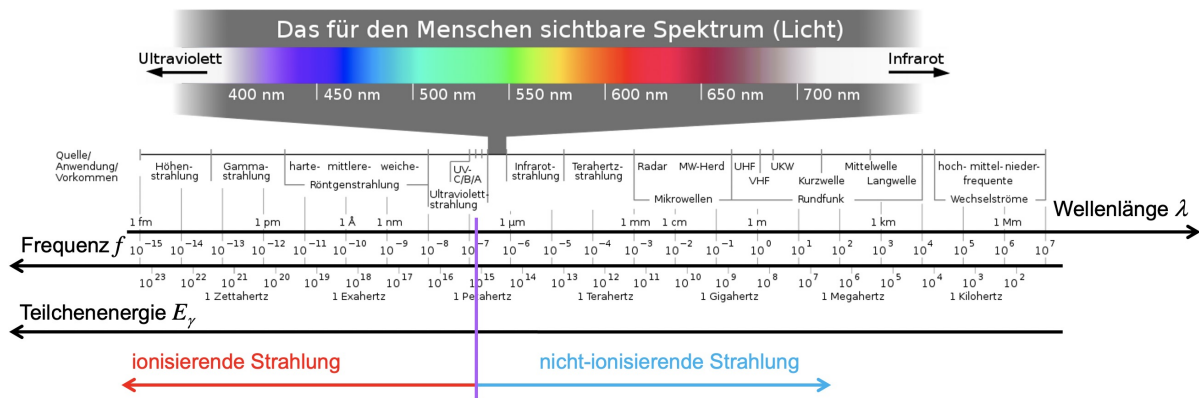 Das für den Menschen sichtbare Spektrum (Licht)
Ultraviolett
Infrarot
400 nm 450 nm 500 nm 550 nm 600 nm 650 nm 700 nm
Quelle/
Anwendung/
Vorkommen
Höhen-
strahlung
Gamma-
strahlung
harte- mittlere- weiche-
Röntgenstrahlung
UV-
C/B/A
Ultraviolett-
strahlung
Infrarot-
strahlung
Terahertz-
strahlung
Radar MW-Herd
Mikrowellen
UHF UKW Mittelwelle
VHF Kurzwelle Langwelle
Rundfunk
hoch- mittel- nieder-
frequente
Wechselströme
1 fm 1 pm 1 Å 1 nm 1 µm 1 mm 1 cm 1 m 1 km 1 Mm
Wellenlänge λ
Frequenz f
10⁻¹⁵ 10⁻¹⁴ 10⁻¹³ 10⁻¹² 10⁻¹¹ 10⁻¹⁰ 10⁻⁹ 10⁻⁸ 10⁻⁷ 10⁻⁶ 10⁻⁵ 10⁻⁴ 10⁻³ 10⁻² 10⁻¹ 10⁰ 10¹ 10² 10³ 10⁴ 10⁵ 10⁶ 10⁷
10²³ 10²² 10²¹ 10²⁰ 10¹⁹ 10¹⁸ 10¹⁷ 10¹⁶ 10¹⁵ 10¹⁴ 10¹³ 10¹² 10¹¹ 10¹⁰ 10⁹ 10⁸ 10⁷ 10⁶ 10⁵ 10⁴ 10³ 10²
1 Zettahertz 1 Exahertz 1 Petahertz 1 Terahertz 1 Gigahertz 1 Megahertz 1 Kilohertz
Teilchenenergie Eᵧ
ionisierende Strahlung
nicht-ionisierende Strahlung